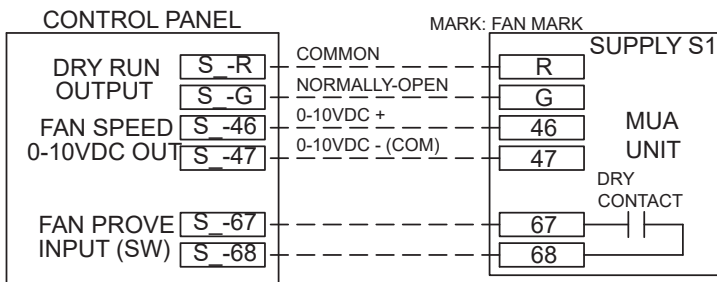 CONTROL PANEL
MARK: FAN MARK
SUPPLY S1
DRY RUN
OUTPUT
S_-R
COMMON
R
S_-G
NORMALLY-OPEN
G
FAN SPEED
0-10VDC OUT
S_-46
0-10VDC +
46
S_-47
0-10VDC - (COM)
47
MUA
UNIT
DRY
CONTACT
FAN PROVE
INPUT (SW)
S_-67
67
S_-68
68